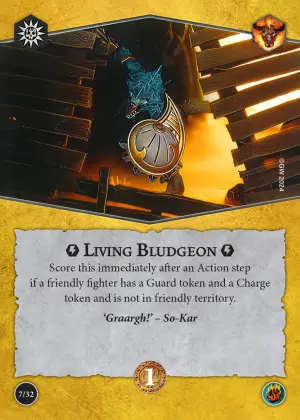 ©GW 2024
Living Bludgeon
Score this immediately after an Action step
if a friendly fighter has a Guard token and a Charge
token and is not in friendly territory.
‘Graargh!’ – So-Kar
7/32
1